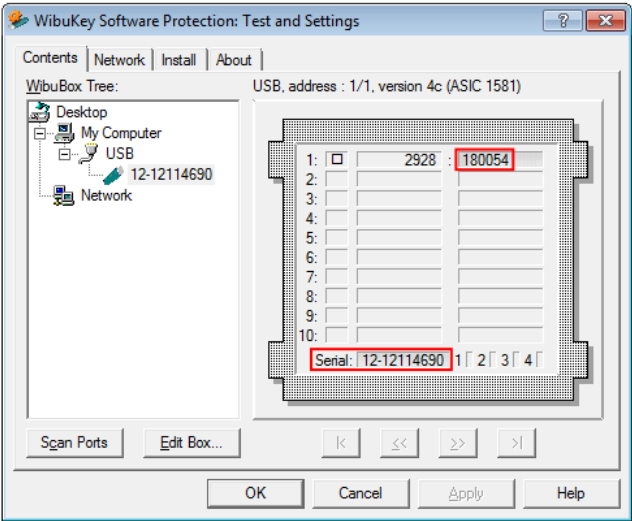 WibuKey Software Protection: Test and Settings
Contents Network Install About
WibuBox Tree:
USB, address : 1/1, version 4c (ASIC 1581)
Desktop
My Computer
USB
12-12114690
Network
1: 2928 : 180054
2:
3:
4:
5:
6:
7:
8:
9:
10:
Serial: 12-12114690 1 2 3 4
Scan Ports Edit Box... |< << >> >|
OK Cancel Apply Help